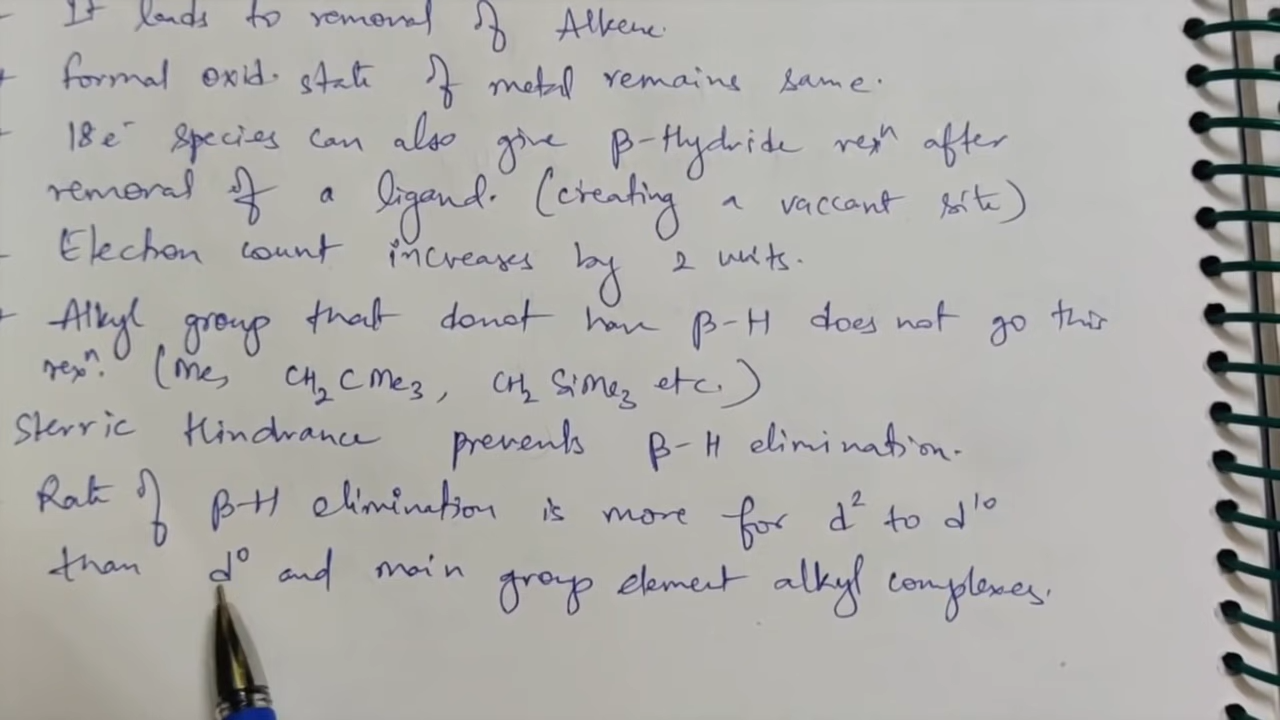 - It leads to removal of Alkene.
+ formal oxid. state of metal remains same.
+ 18e⁻ species can also give β-Hydride rexⁿ after
removal of a ligand. (creating a vaccant site)
- Electron count increases by 2 units.
+ Alkyl group that donot have β-H does not go this
rexⁿ. (Me, CH₂CMe₃, CH₂SiMe₃ etc.)
Sterric Hindrance prevents β-H elimination.
- Rate of β-H elimination is more for d² to d¹⁰
than d⁰ and main group element alkyl complexes.